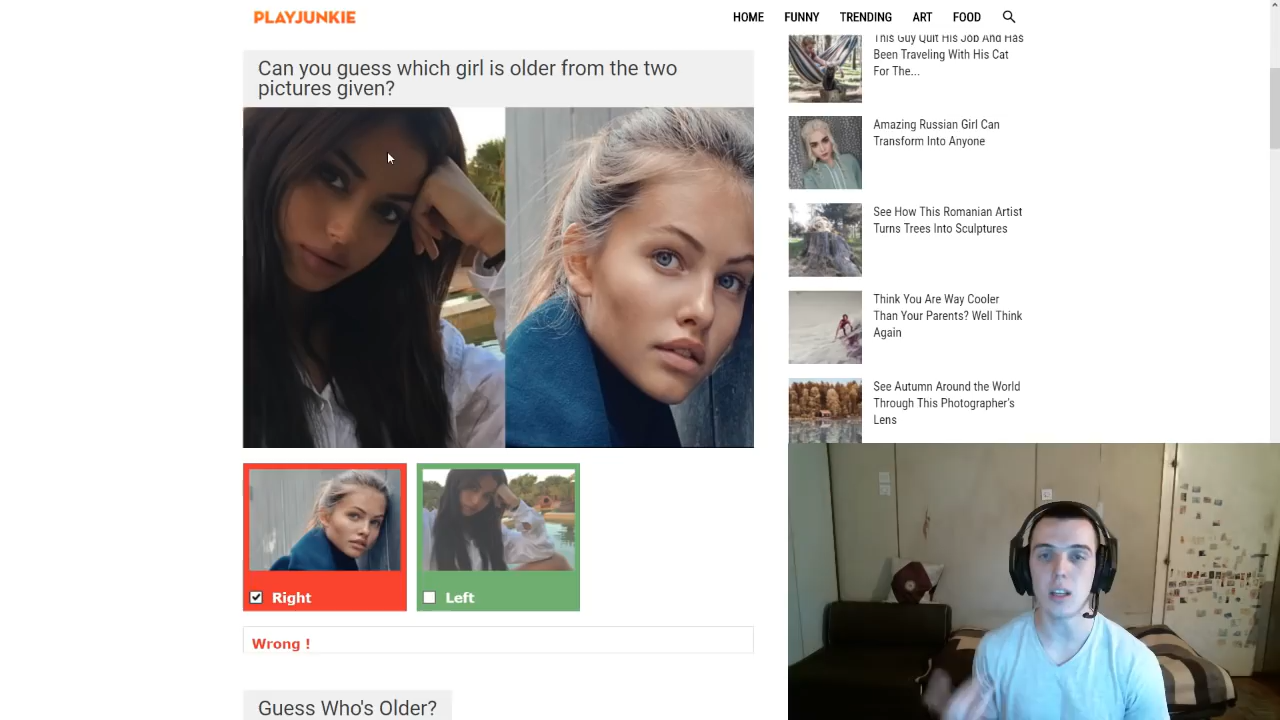 PLAYJUNKIE
HOME
FUNNY
TRENDING
ART
FOOD
Can you guess which girl is older from the two
pictures given?
Right
Left
Wrong !
Guess Who's Older?
This Guy Quit His Job And Has
Been Traveling With His Cat
For The...
Amazing Russian Girl Can
Transform Into Anyone
See How This Romanian Artist
Turns Trees Into Sculptures
Think You Are Way Cooler
Than Your Parents? Well Think
Again
See Autumn Around the World
Through This Photographer's
Lens